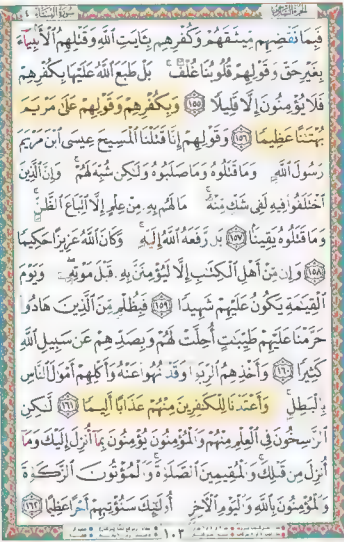 سورة النساء ٤
الجزء السادس
فَبِمَا نَقْضِهِم مِّيثَٰقَهُمْ وَكُفْرِهِم بِـَٔايَٰتِ ٱللَّهِ وَقَتْلِهِمُ ٱلْأَنۢبِيَآءَ
بِغَيْرِ حَقٍّ وَقَوْلِهِمْ قُلُوبُنَا غُلْفٌۢ ۚ بَلْ طَبَعَ ٱللَّهُ عَلَيْهَا بِكُفْرِهِمْ
فَلَا يُؤْمِنُونَ إِلَّا قَلِيلًا ﴿١٥٥﴾ وَبِكُفْرِهِمْ وَقَوْلِهِمْ عَلَىٰ مَرْيَمَ
بُهْتَٰنًا عَظِيمًا ﴿١٥٦﴾ وَقَوْلِهِمْ إِنَّا قَتَلْنَا ٱلْمَسِيحَ عِيسَى ٱبْنَ مَرْيَمَ
رَسُولَ ٱللَّهِ وَمَا قَتَلُوهُ وَمَا صَلَبُوهُ وَلَٰكِن شُبِّهَ لَهُمْ ۚ وَإِنَّ ٱلَّذِينَ
ٱخْتَلَفُوا۟ فِيهِ لَفِى شَكٍّ مِّنْهُ ۚ مَا لَهُم بِهِۦ مِنْ عِلْمٍ إِلَّا ٱتِّبَاعَ ٱلظَّنِّ ۚ
وَمَا قَتَلُوهُ يَقِينًۢا ﴿١٥٧﴾ بَل رَّفَعَهُ ٱللَّهُ إِلَيْهِ ۚ وَكَانَ ٱللَّهُ عَزِيزًا حَكِيمًا
﴿١٥٨﴾ وَإِن مِّنْ أَهْلِ ٱلْكِتَٰبِ إِلَّا لَيُؤْمِنَنَّ بِهِۦ قَبْلَ مَوْتِهِۦ ۖ وَيَوْمَ
ٱلْقِيَٰمَةِ يَكُونُ عَلَيْهِمْ شَهِيدًا ﴿١٥٩﴾ فَبِظُلْمٍ مِّنَ ٱلَّذِينَ هَادُوا۟
حَرَّمْنَا عَلَيْهِمْ طَيِّبَٰتٍ أُحِلَّتْ لَهُمْ وَبِصَدِّهِمْ عَن سَبِيلِ ٱللَّهِ
كَثِيرًا ﴿١٦٠﴾ وَأَخْذِهِمُ ٱلرِّبَوٰا۟ وَقَدْ نُهُوا۟ عَنْهُ وَأَكْلِهِمْ أَمْوَٰلَ ٱلنَّاسِ
بِٱلْبَٰطِلِ ۚ وَأَعْتَدْنَا لِلْكَٰفِرِينَ مِنْهُمْ عَذَابًا أَلِيمًا ﴿١٦١﴾ لَّٰكِنِ
ٱلرَّٰسِخُونَ فِى ٱلْعِلْمِ مِنْهُمْ وَٱلْمُؤْمِنُونَ يُؤْمِنُونَ بِمَآ أُنزِلَ إِلَيْكَ وَمَآ
أُنزِلَ مِن قَبْلِكَ ۚ وَٱلْمُقِيمِينَ ٱلصَّلَوٰةَ ۚ وَٱلْمُؤْتُونَ ٱلزَّكَوٰةَ
وَٱلْمُؤْمِنُونَ بِٱللَّهِ وَٱلْيَوْمِ ٱلْءَاخِرِ أُو۟لَٰٓئِكَ سَنُؤْتِيهِمْ أَجْرًا عَظِيمًا ﴿١٦٢﴾
١٠٣